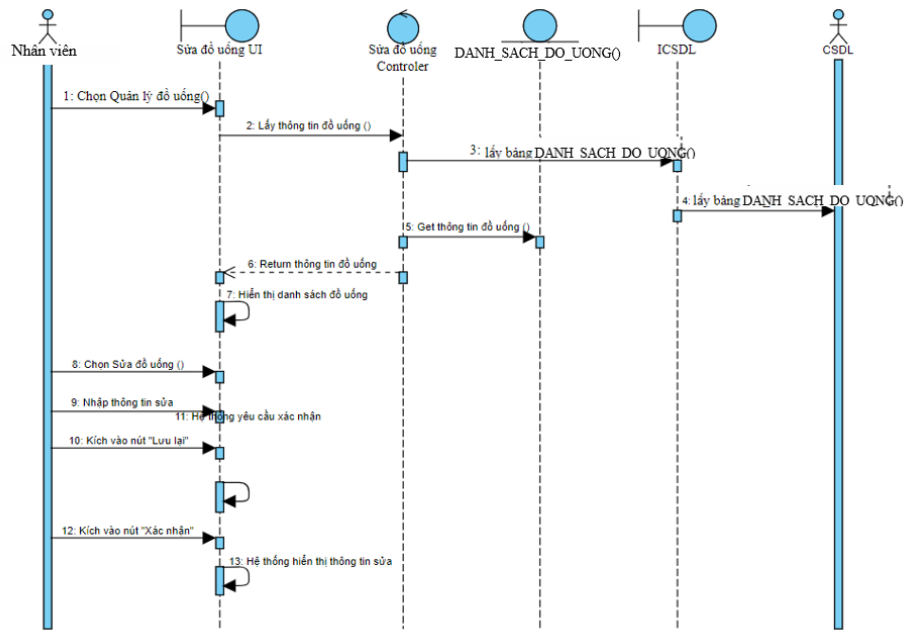 Nhân viên
Sửa đồ uống UI
Sửa đồ uống
Controler
DANH_SACH_DO_UONG()
ICSDL
CSDL
1: Chọn Quản lý đồ uống()
2: Lấy thông tin đồ uống ()
3: lấy bảng DANH_SACH_DO_UONG()
4: lấy bảng DANH_SACH_DO_UONG()
5: Get thông tin đồ uống ()
6: Return thông tin đồ uống
7: Hiển thị danh sách đồ uống
8: Chọn Sửa đồ uống ()
9: Nhập thông tin sửa
11: Hệ thống yêu cầu xác nhận
10: Kích vào nút "Lưu lại"
12: Kích vào nút "Xác nhận"
13: Hệ thống hiển thị thông tin sửa